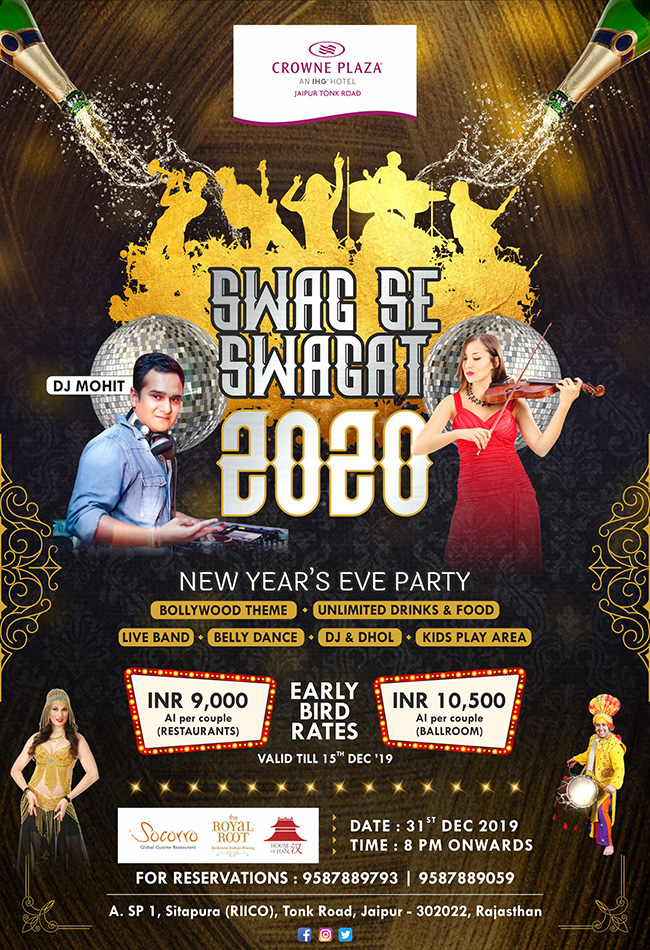 CROWNE PLAZA®
AN IHG® HOTEL
JAIPUR TONK ROAD
SWAG SE
SWAGAT
2020
DJ MOHIT
NEW YEAR'S EVE PARTY
BOLLYWOOD THEME • UNLIMITED DRINKS & FOOD
LIVE BAND • BELLY DANCE • DJ & DHOL • KIDS PLAY AREA
INR 9,000
AI per couple
(RESTAURANTS)
EARLY
BIRD
RATES
INR 10,500
AI per couple
(BALLROOM)
VALID TILL 15TH DEC '19
Socorro
Global Cuisine Restaurant
the
ROYAL
ROOT
Authentic Indian Dining
HOUSE
OF HAN 汉
DATE : 31ST DEC 2019
TIME : 8 PM ONWARDS
FOR RESERVATIONS : 9587889793 | 9587889059
A. SP 1, Sitapura (RIICO), Tonk Road, Jaipur - 302022, Rajasthan